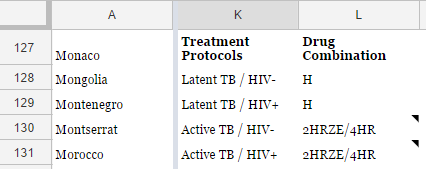 A K L
127 Monaco Treatment Protocols Drug Combination
128 Mongolia Latent TB / HIV- H
129 Montenegro Latent TB / HIV+ H
130 Montserrat Active TB / HIV- 2HRZE/4HR
131 Morocco Active TB / HIV+ 2HRZE/4HR